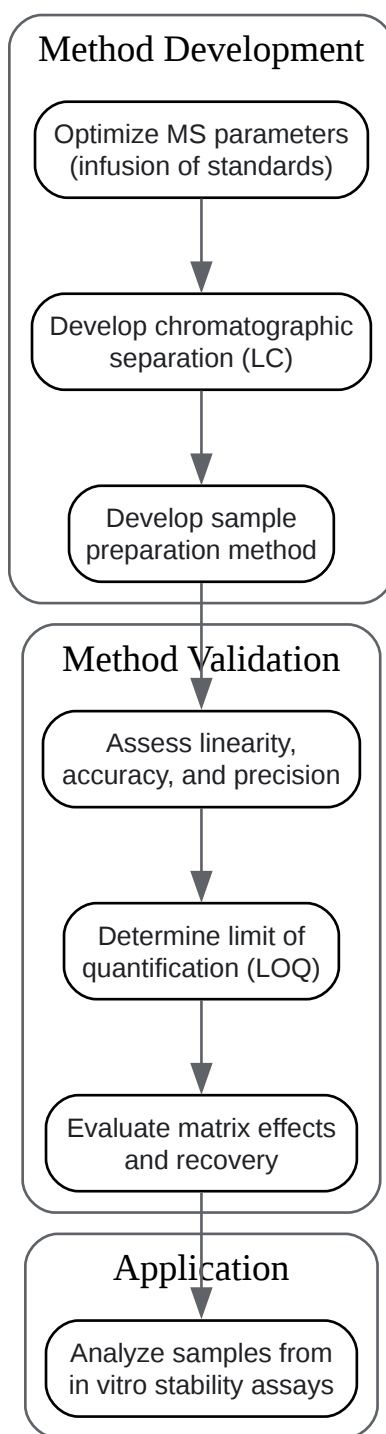 Method Development
Optimize MS parameters
(infusion of standards)
Develop chromatographic
separation (LC)
Develop sample
preparation method
Method Validation
Assess linearity,
accuracy, and precision
Determine limit of
quantification (LOQ)
Evaluate matrix effects
and recovery
Application
Analyze samples from
in vitro stability assays